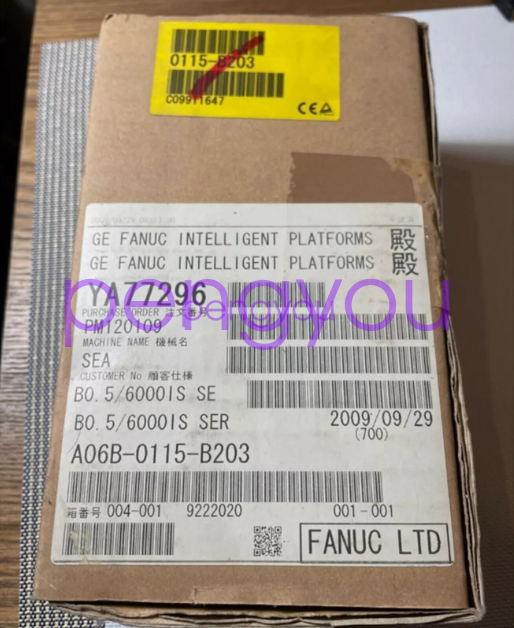 0115-B203
C09911647
CE
GE FANUC INTELLIGENT PLATFORMS 殿
GE FANUC INTELLIGENT PLATFORMS 殿
YA77296
PURCHASE ORDER 注文番号
PM120109
MACHINE NAME 機械名
SEA
CUSTOMER No 顧客仕様
B0.5/6000IS SE
B0.5/6000IS SER
2009/09/29
(700)
A06B-0115-B203
箱番号 004-001 9222020 001-001
FANUC LTD
pengyou